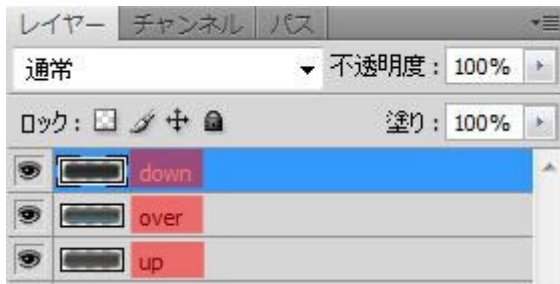 レイヤー チャンネル パス
通常 不透明度: 100%
ロック: 塗り: 100%
down
over
up